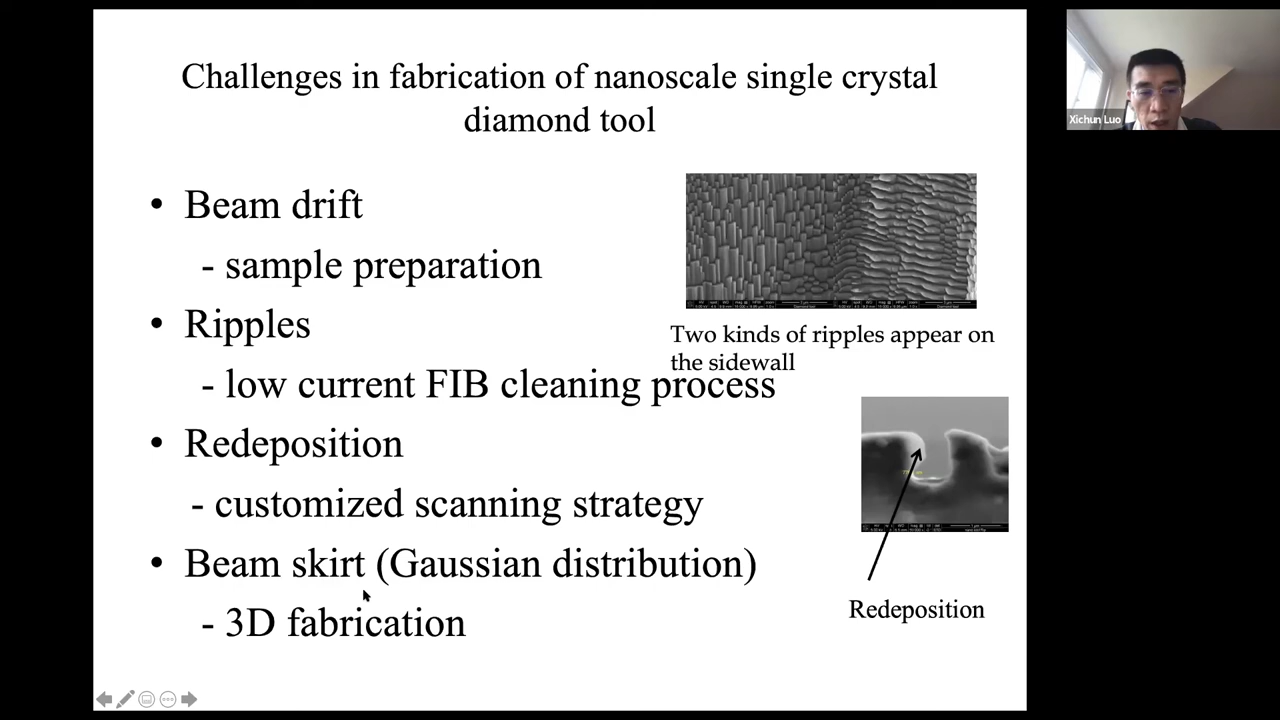 Challenges in fabrication of nanoscale single crystal
diamond tool
• Beam drift
- sample preparation
• Ripples
- low current FIB cleaning process
• Redeposition
- customized scanning strategy
• Beam skirt (Gaussian distribution)
- 3D fabrication
Two kinds of ripples appear on
the sidewall
Redeposition
Xichun Luo